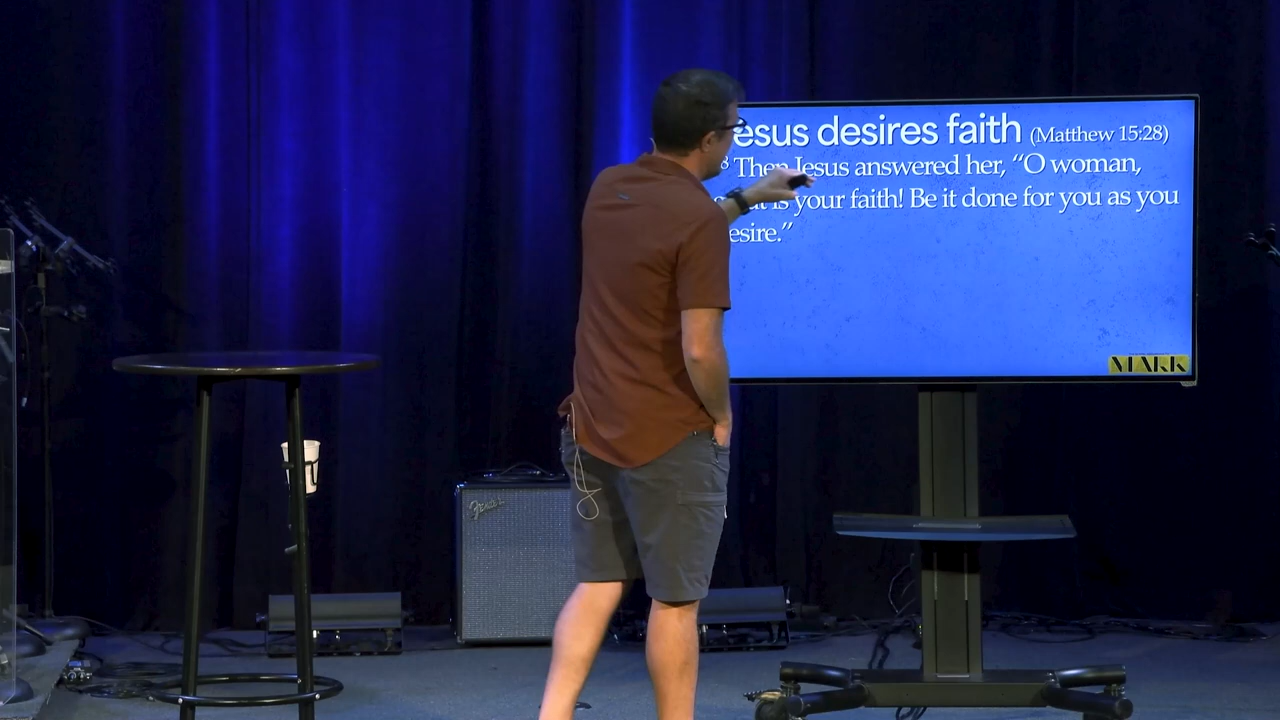 esus desires faith (Matthew 15:28)
8 Then Jesus answered her, “O woman,
is your faith! Be it done for you as you
esire.”
MARK
Fender